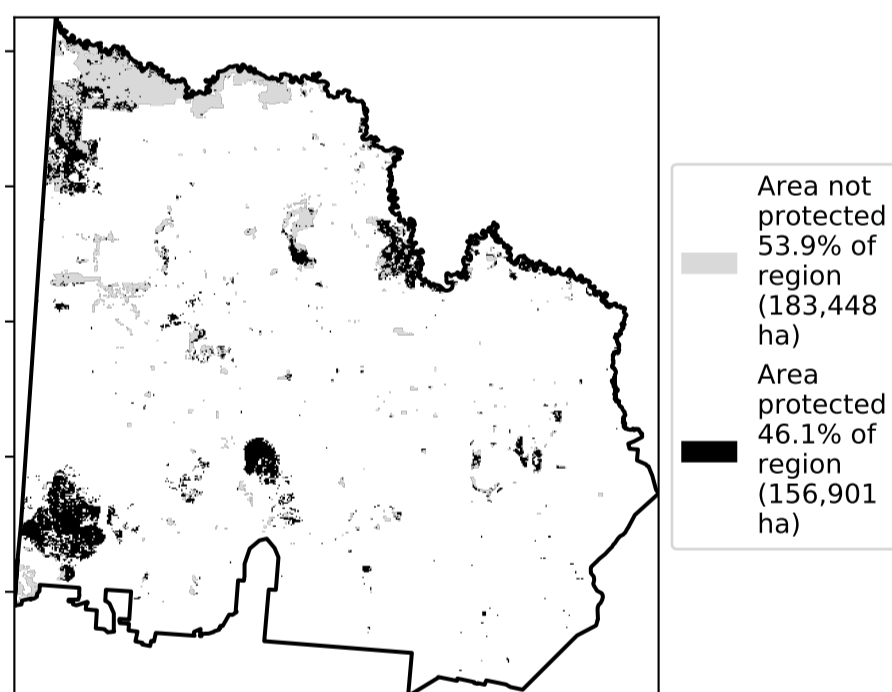 Area not
protected
53.9% of
region
(183,448
ha)
Area
protected
46.1% of
region
(156,901
ha)